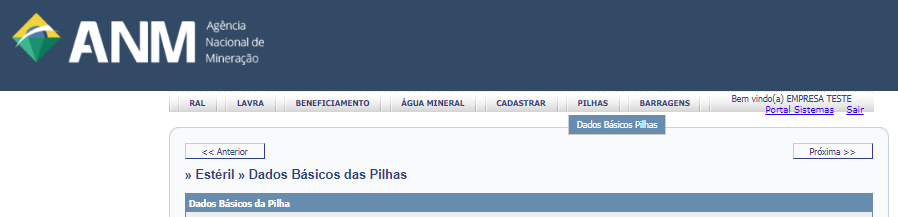 ANM
Agência
Nacional de
Mineração
RAL LAVRA BENEFICIAMENTO ÁGUA MINERAL CADASTRAR PILHAS BARRAGENS
Bem vindo(a) EMPRESA TESTE
Portal Sistemas Sair
Dados Básicos Pilhas
<< Anterior Próxima >>
» Estéril » Dados Básicos das Pilhas
Dados Básicos da Pilha